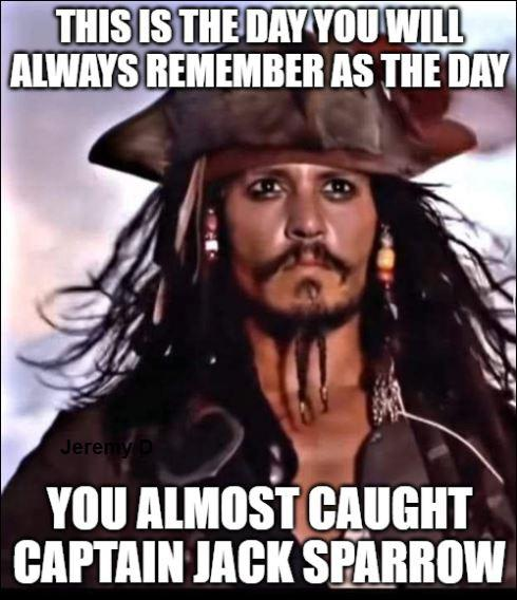 THIS IS THE DAY YOU WILL
ALWAYS REMEMBER AS THE DAY
Jeremy D
YOU ALMOST CAUGHT
CAPTAIN JACK SPARROW